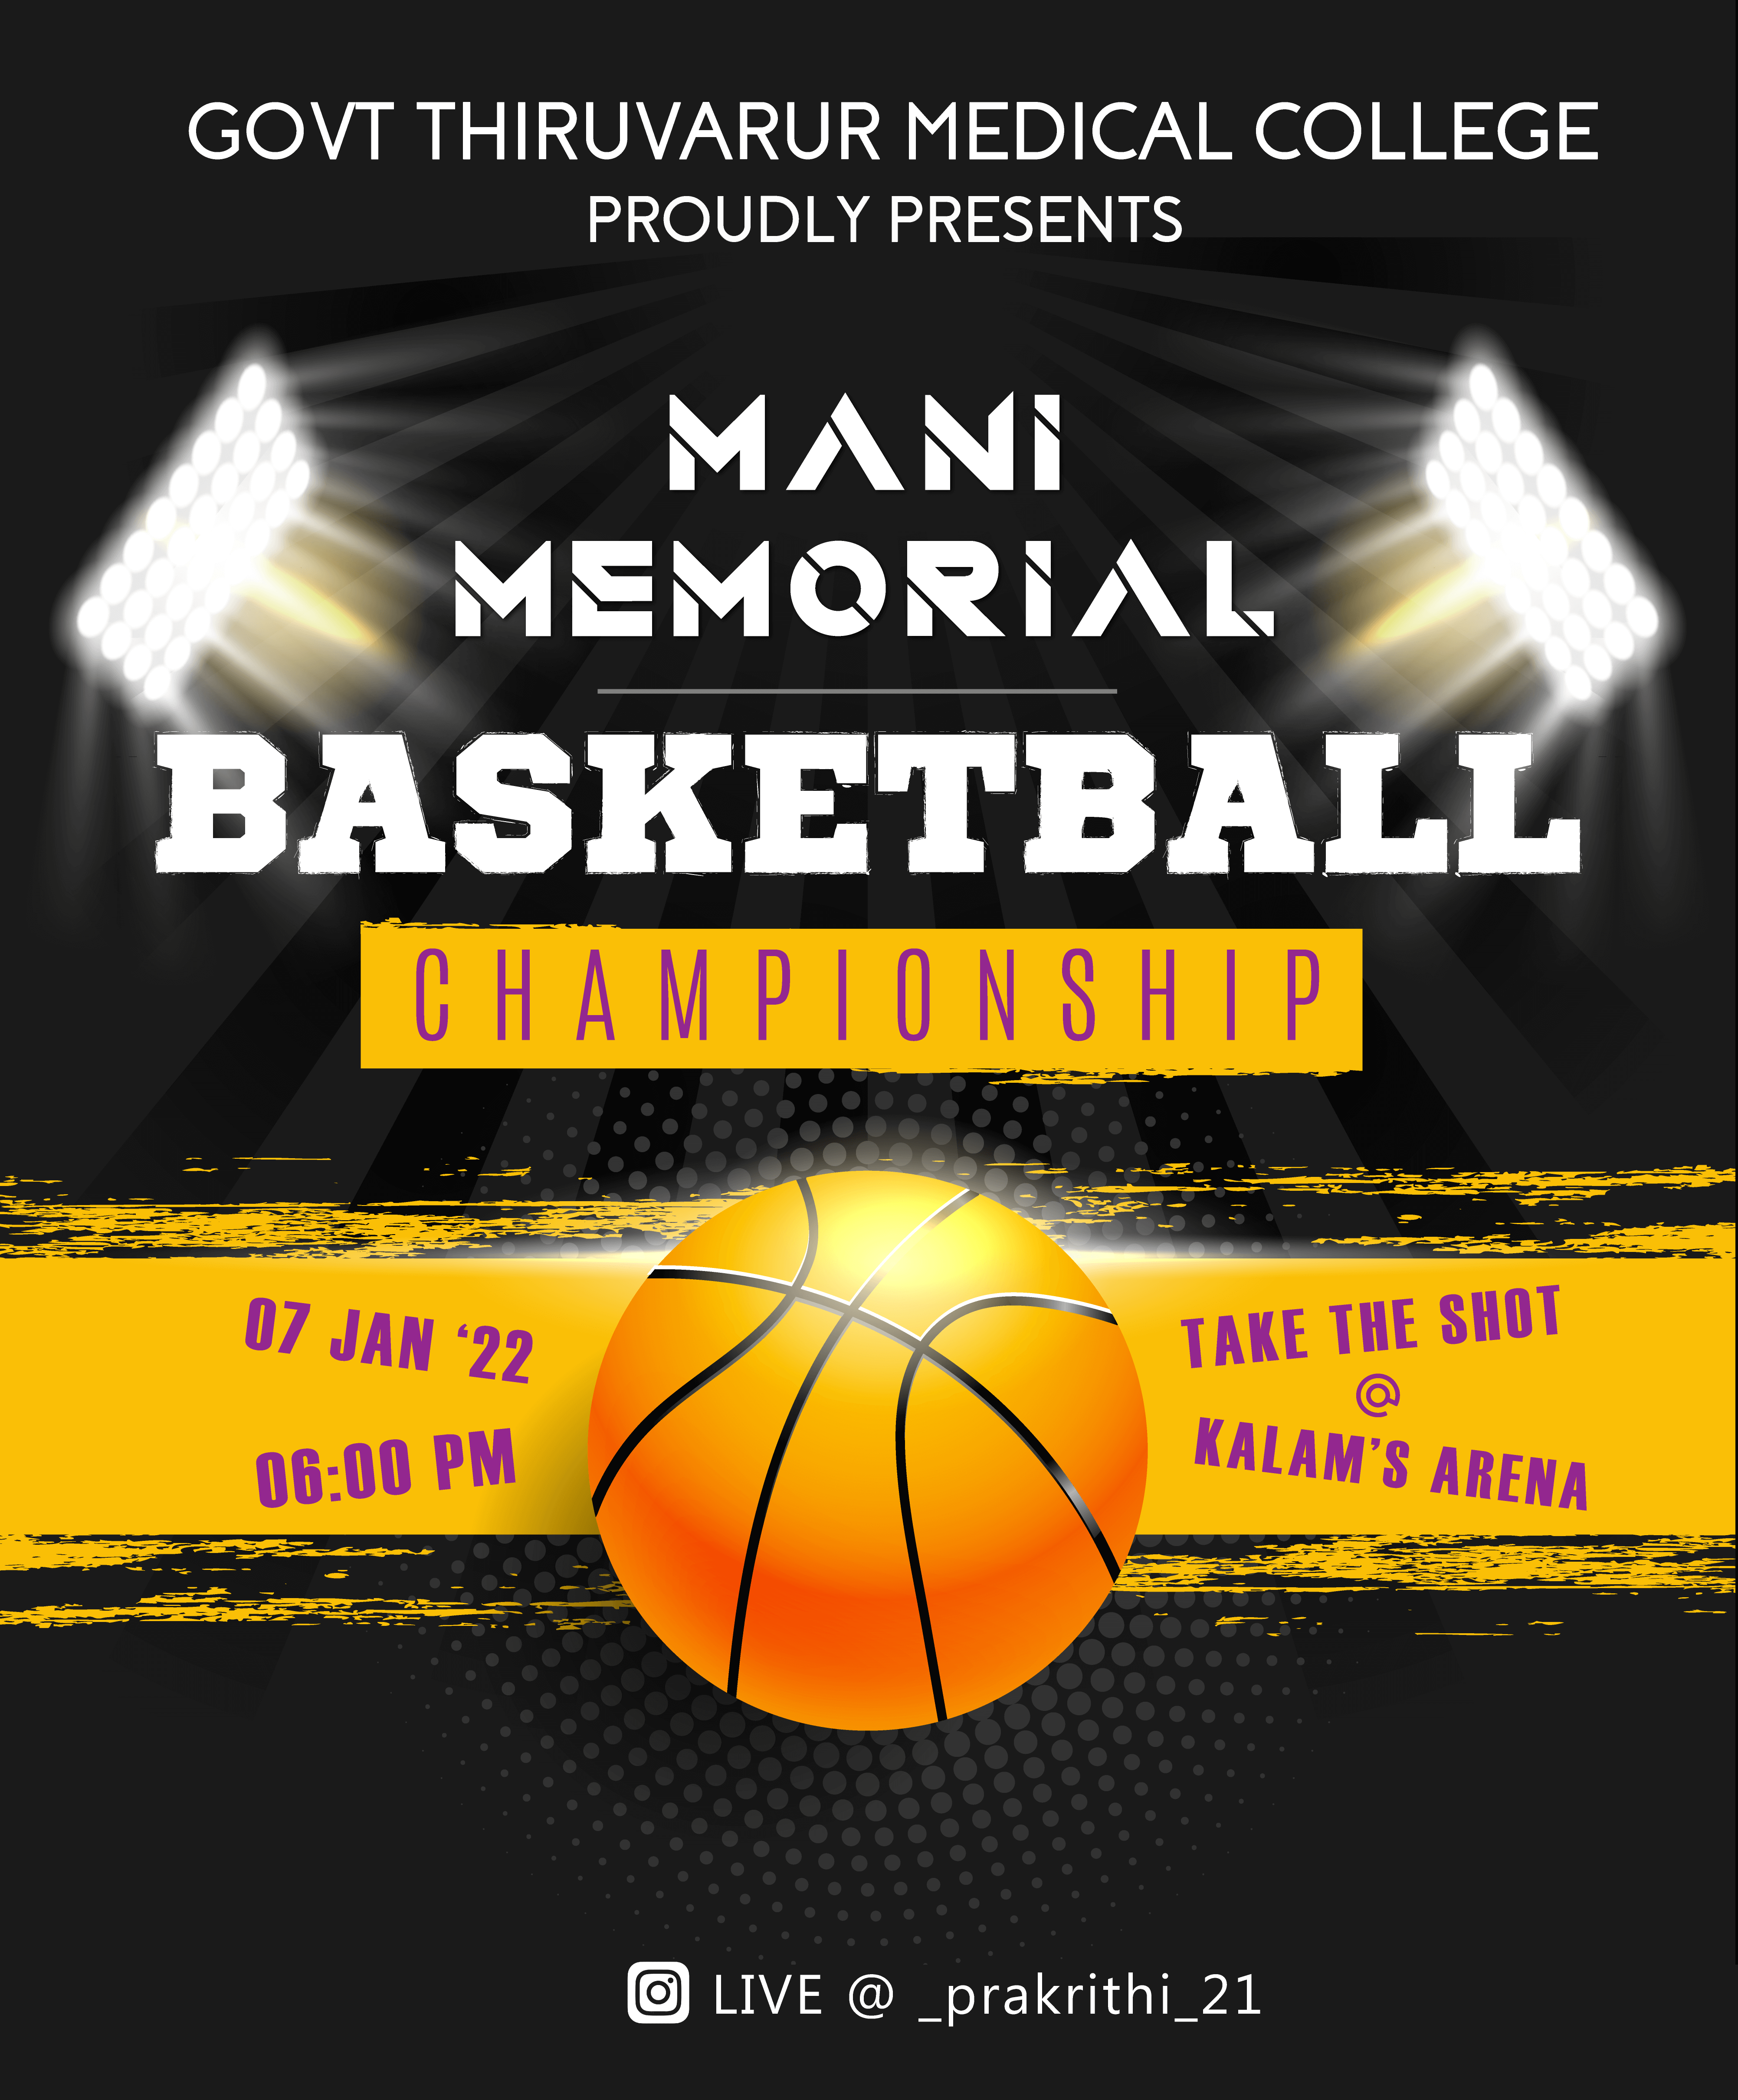 GOVT THIRUVARUR MEDICAL COLLEGE
PROUDLY PRESENTS
MANI
MEMORIAL
BASKETBALL
CHAMPIONSHIP
07 JAN ‘22
06:00 PM
TAKE THE SHOT
@
KALAM’S ARENA
LIVE @ _prakrithi_21